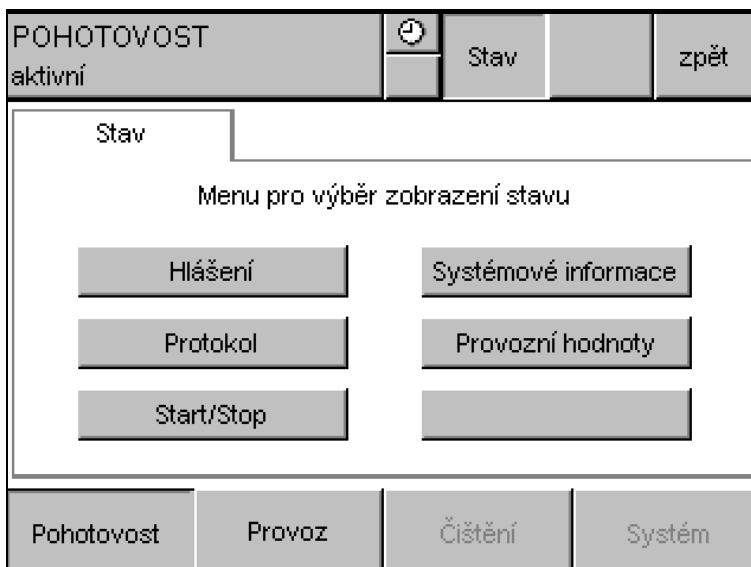 POHOTOVOST
aktivní
Stav
zpět
Stav
Menu pro výběr zobrazení stavu
Hlášení
Systémové informace
Protokol
Provozní hodnoty
Start/Stop
Pohotovost
Provoz
Čištění
Systém